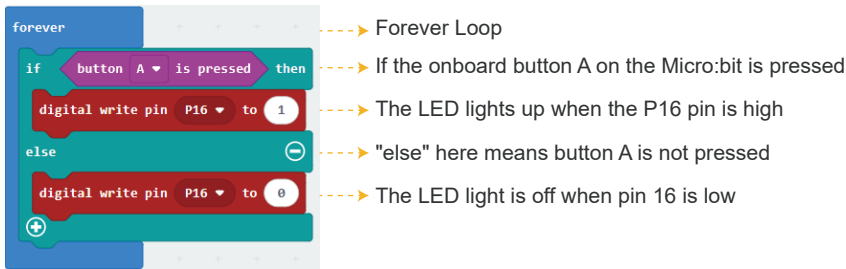 forever
Forever Loop
if button A is pressed then
If the onboard button A on the Micro:bit is pressed
digital write pin P16 to 1
The LED lights up when the P16 pin is high
else
"else" here means button A is not pressed
digital write pin P16 to 0
The LED light is off when pin 16 is low